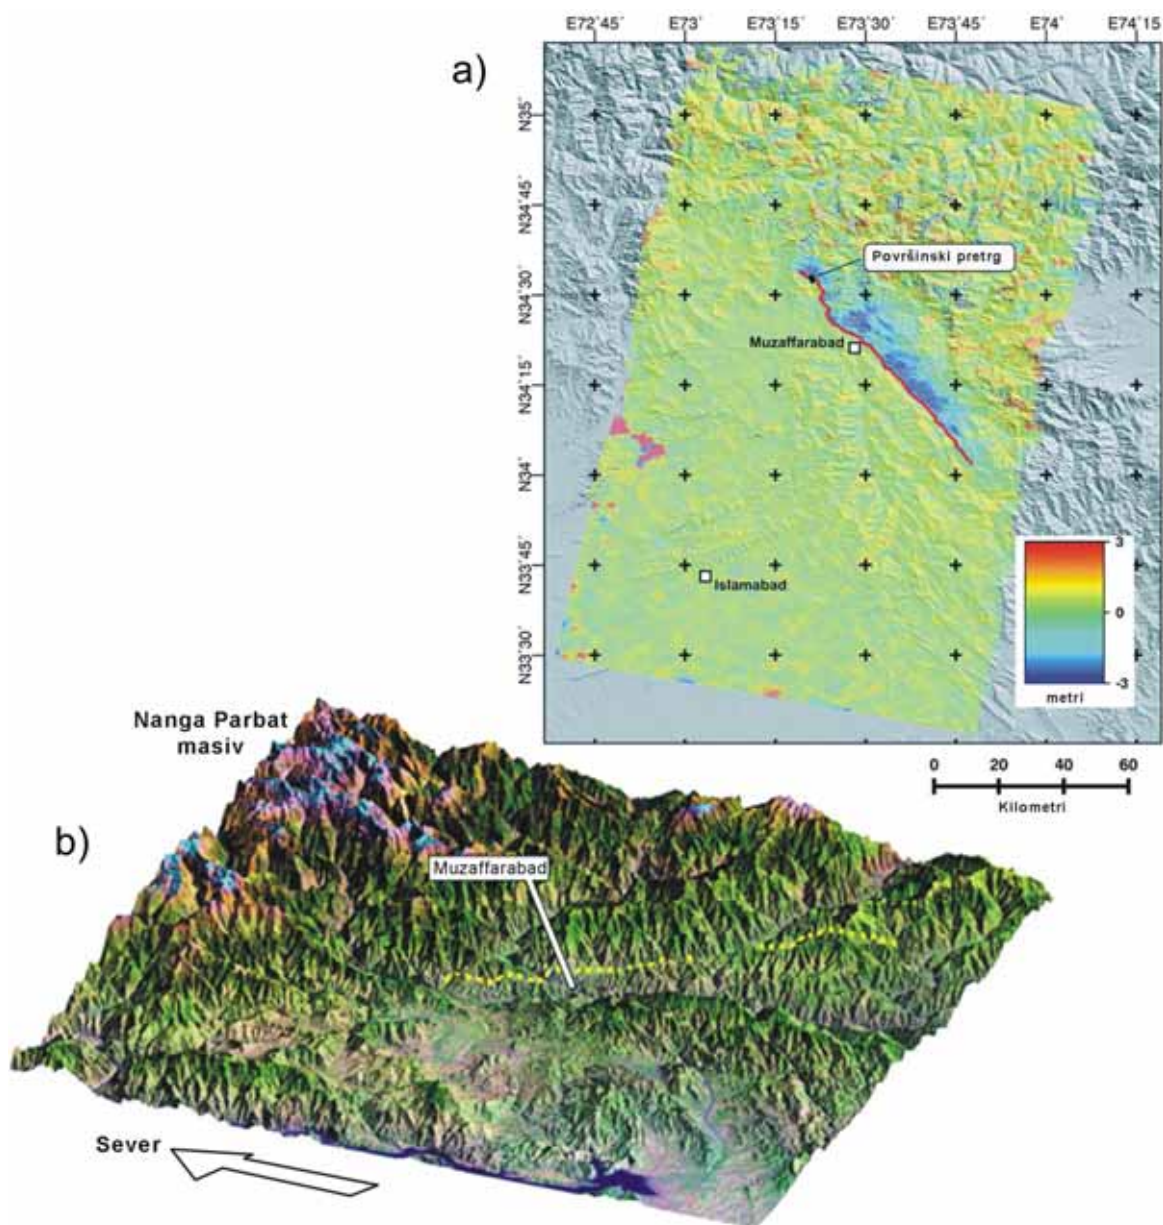 E72˚45´ E73˚ E73˚15´ E73˚30´ E73˚45´ E74˚ E74˚15´
a)
N35˚
N34˚45´
Površinski pretrg
N34˚30´
Muzaffarabad
N34˚15´
N34˚
N33˚45´
Islamabad
N33˚30´
3
0
-3
metri
Nanga Parbat
masiv
0 20 40 60
Kilometri
b)
Muzaffarabad
Sever